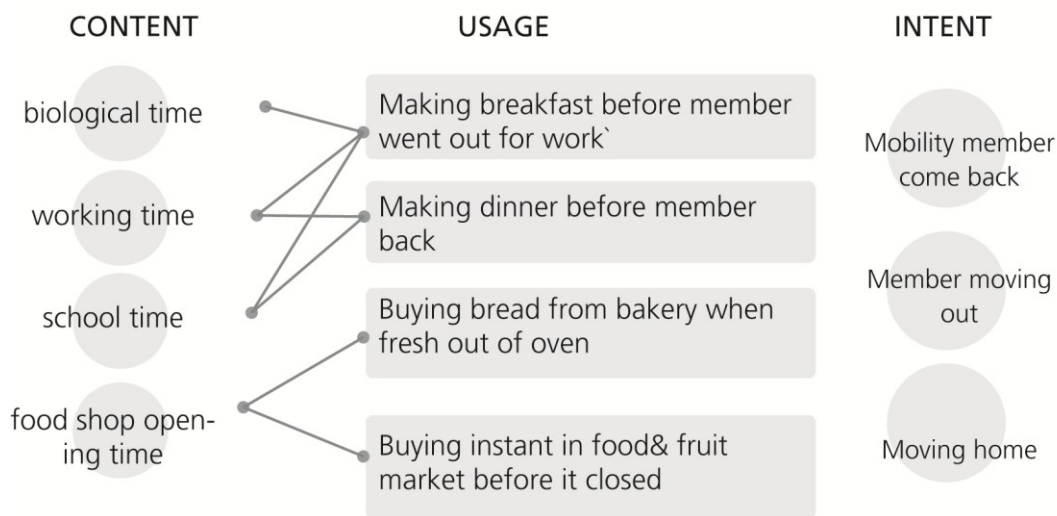 CONTENT
biological time
working time
school time
food shop open-
ing time
USAGE
Making breakfast before member
went out for work`
Making dinner before member
back
Buying bread from bakery when
fresh out of oven
Buying instant in food& fruit
market before it closed
INTENT
Mobility member
come back
Member moving
out
Moving home